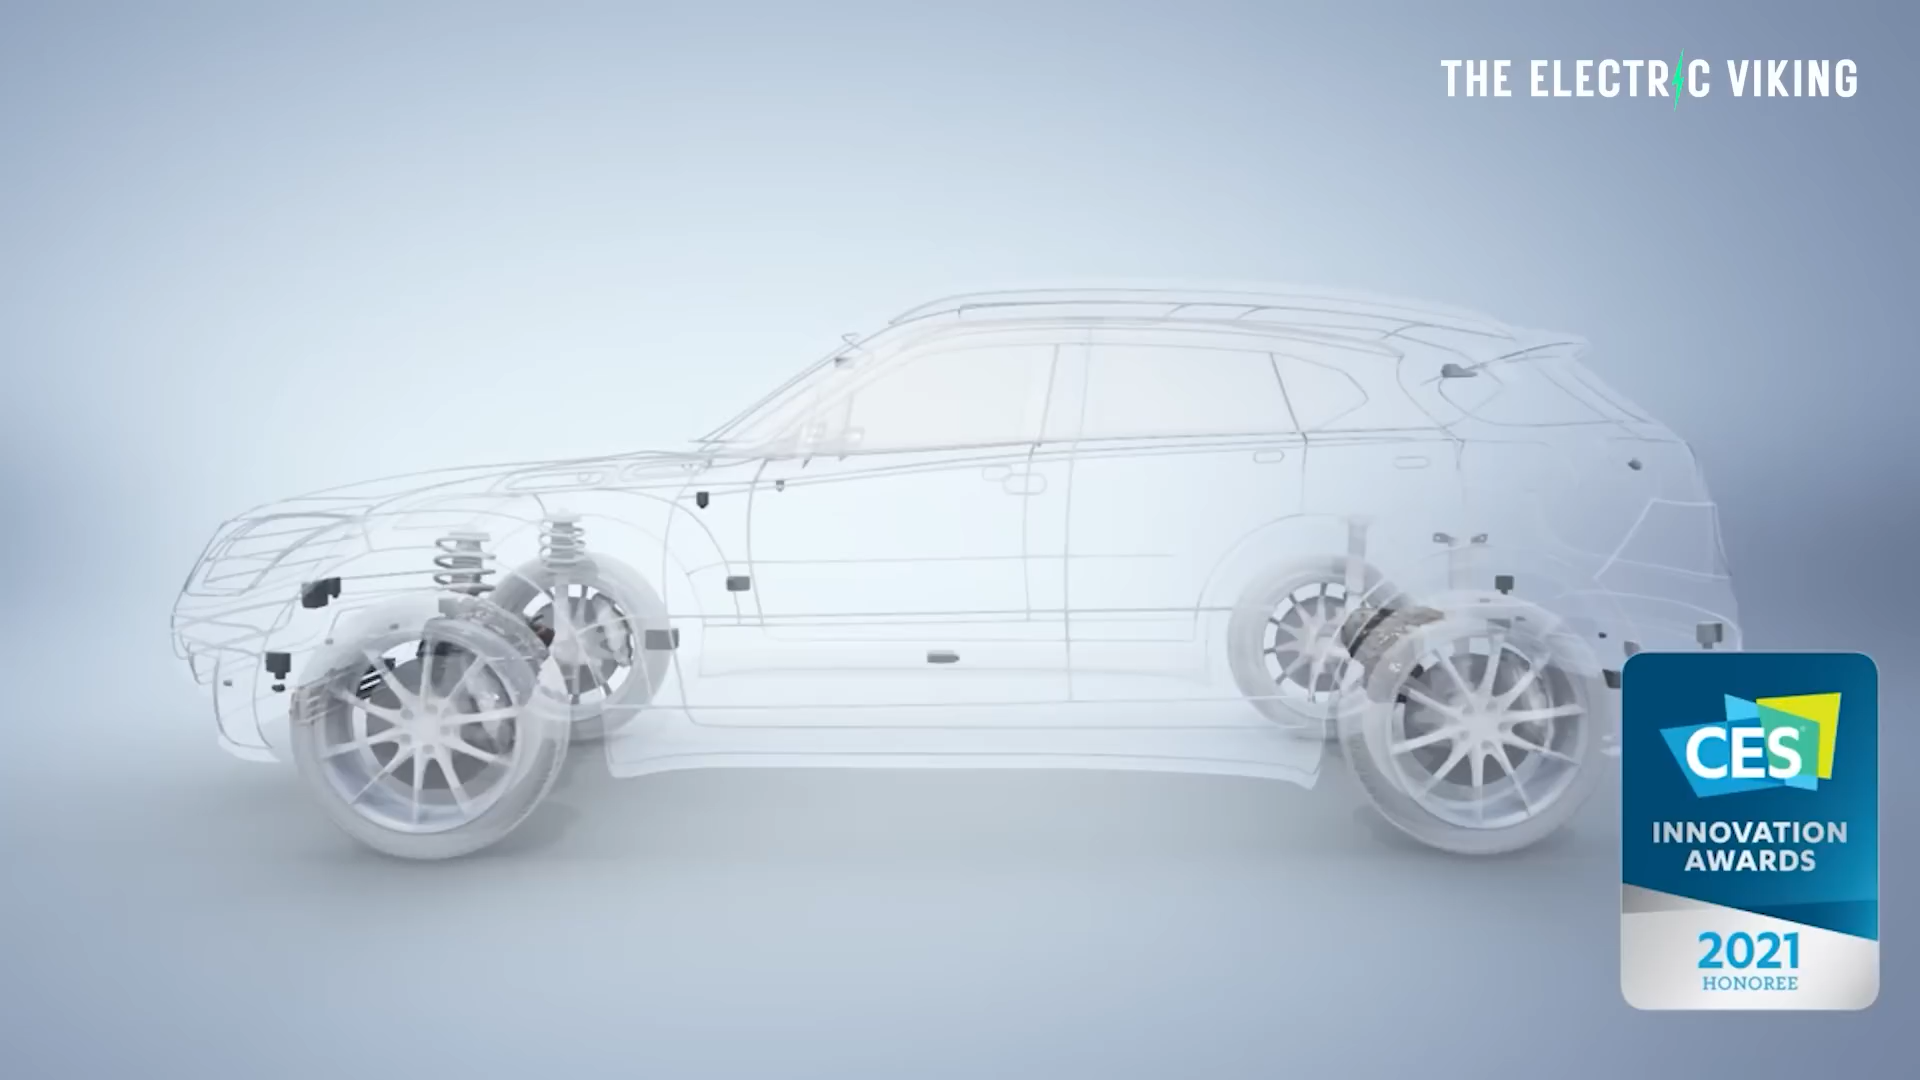 THE ELECTRIC VIKING
CES
INNOVATION
AWARDS
2021
HONOREE